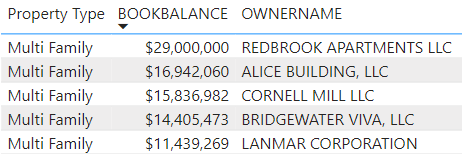 Property Type BOOKBALANCE OWNERNAME
Multi Family $29,000,000 REDBROOK APARTMENTS LLC
Multi Family $16,942,060 ALICE BUILDING, LLC
Multi Family $15,836,982 CORNELL MILL LLC
Multi Family $14,405,473 BRIDGEWATER VIVA, LLC
Multi Family $11,439,269 LANMAR CORPORATION